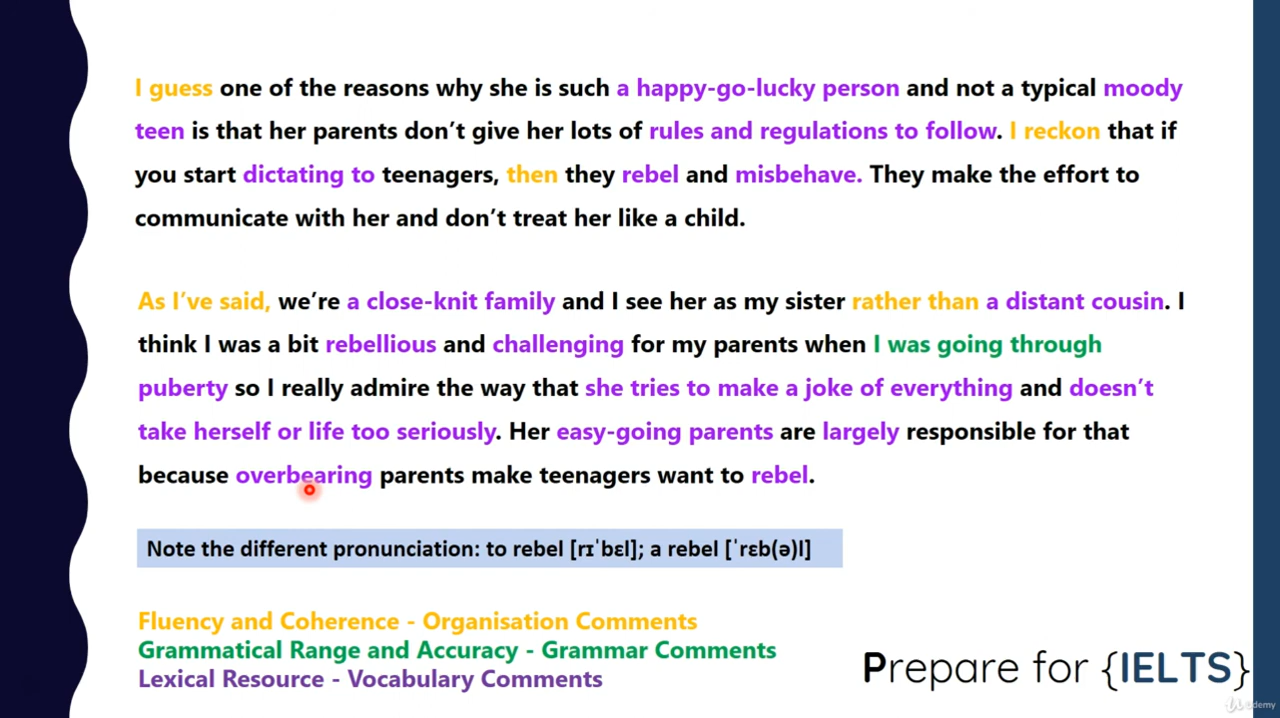 I guess one of the reasons why she is such a happy-go-lucky person and not a typical moody
teen is that her parents don’t give her lots of rules and regulations to follow. I reckon that if
you start dictating to teenagers, then they rebel and misbehave. They make the effort to
communicate with her and don’t treat her like a child.
As I’ve said, we’re a close-knit family and I see her as my sister rather than a distant cousin. I
think I was a bit rebellious and challenging for my parents when I was going through
puberty so I really admire the way that she tries to make a joke of everything and doesn’t
take herself or life too seriously. Her easy-going parents are largely responsible for that
because overbearing parents make teenagers want to rebel.
Note the different pronunciation: to rebel [rɪˈbɛl]; a rebel [ˈrɛb(ə)l]
Fluency and Coherence - Organisation Comments
Grammatical Range and Accuracy - Grammar Comments
Lexical Resource - Vocabulary Comments
Prepare for {IELTS}
Udemy